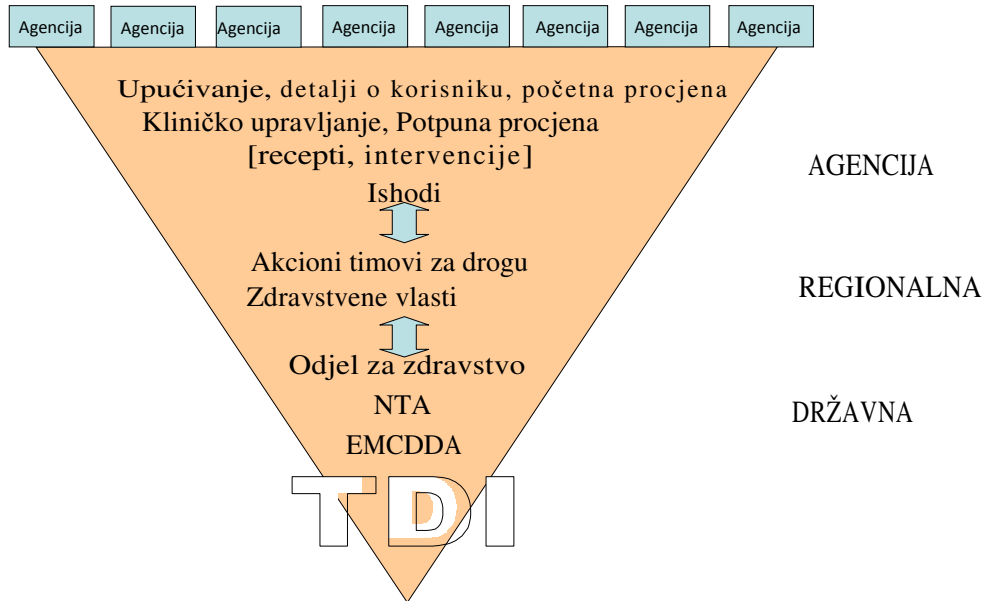 Agencija Agencija Agencija Agencija Agencija Agencija Agencija Agencija
Upućivanje, detalji o korisniku, početna procjena
Kliničko upravljanje, Potpuna procjena
[recepti, intervencije]
AGENCIJA
Ishodi
Akcioni timovi za drogu
Zdravstvene vlasti
REGIONALNA
Odjel za zdravstvo
NTA
DRŽAVNA
EMCDDA
TDI